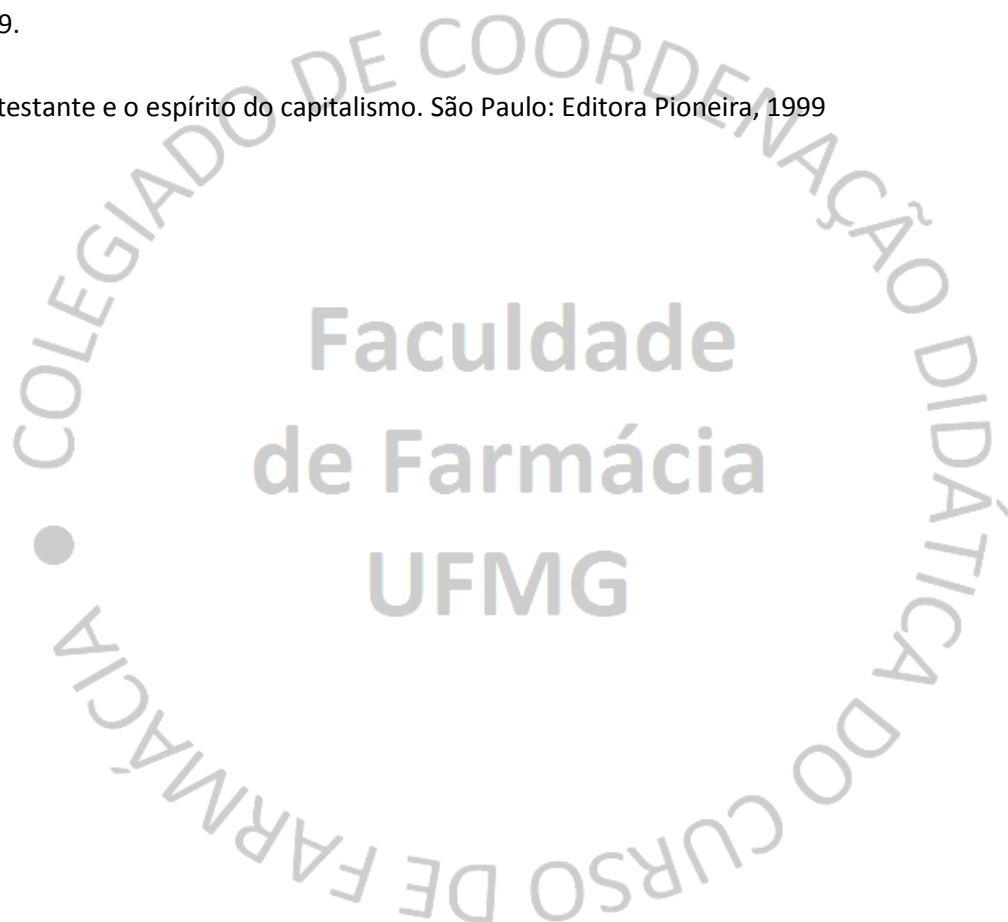 9.
testante e o espírito do capitalismo. São Paulo: Editora Pioneira, 1999
COLEGIADO DE COORDENAÇÃO DIDÁTICA DO CURSO DE FARMÁCIA
Faculdade
de Farmácia
UFMG